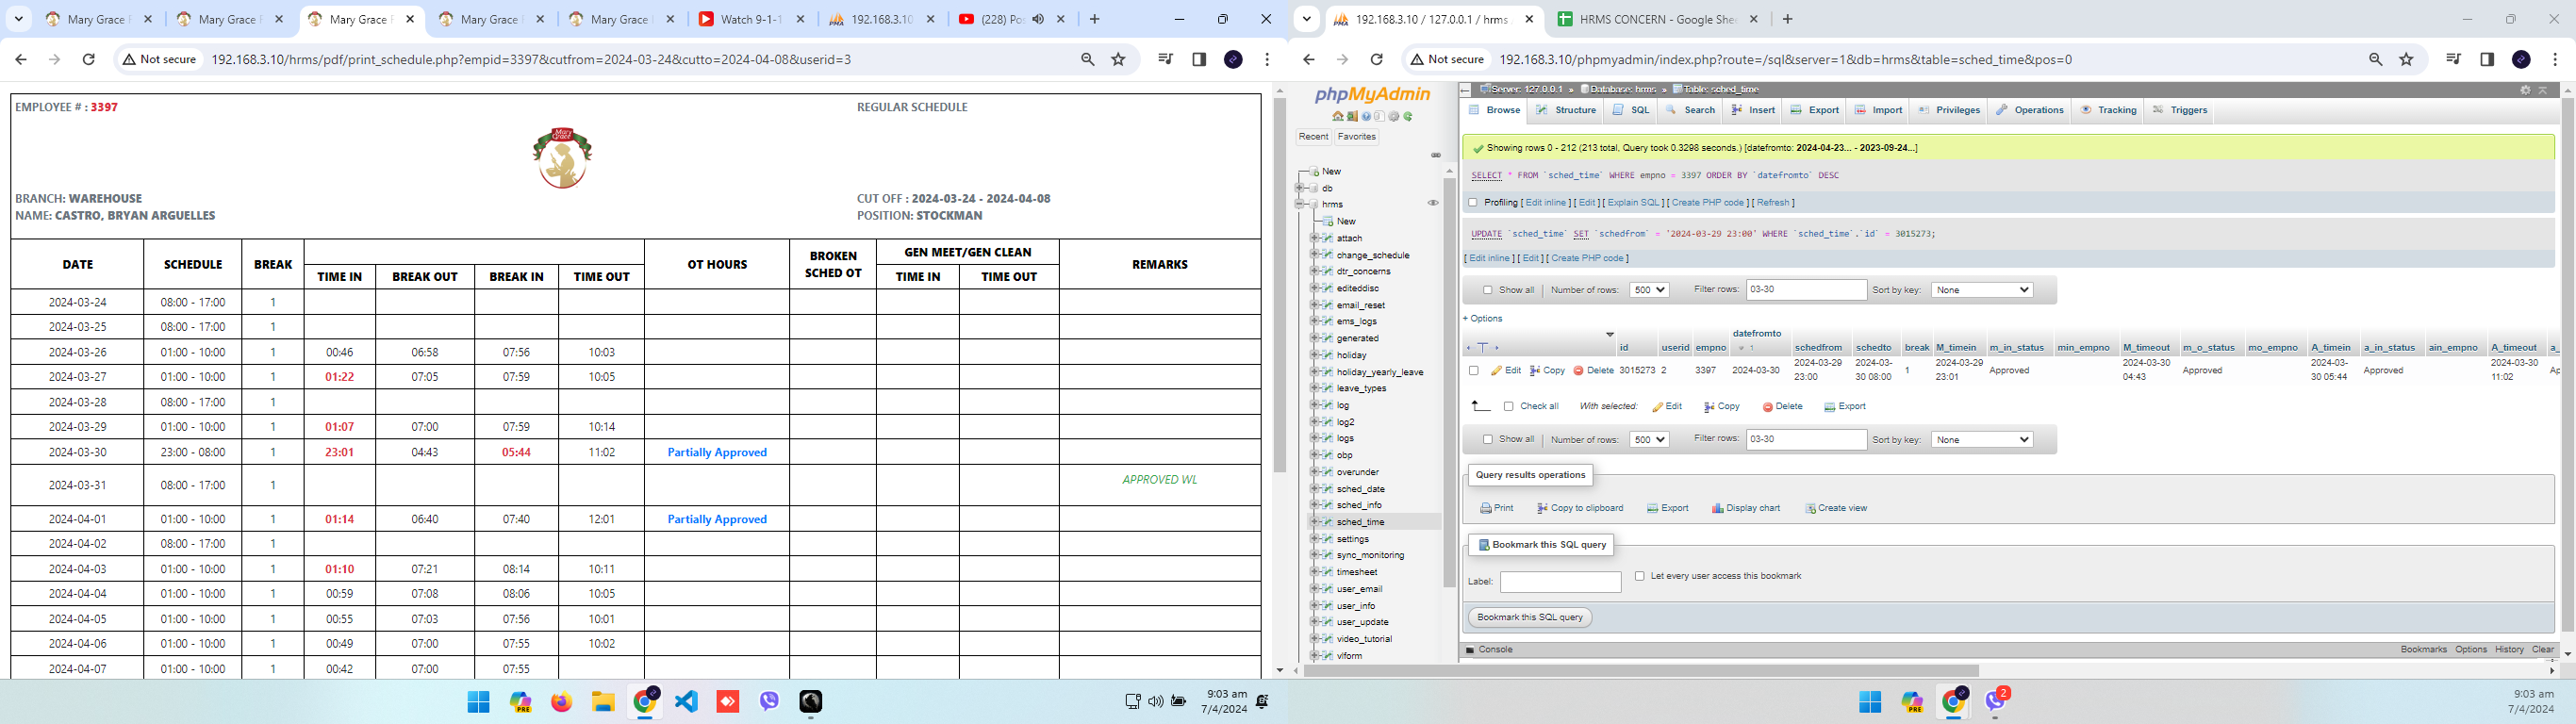 Mary Grace F
Mary Grace F
Mary Grace F
Mary Grace F
Mary Grace
Watch 9-1-1
192.168.3.10
(228) Po
Not secure 192.168.3.10/hrms/pdf/print_schedule.php?empid=3397&cutfrom=2024-03-24&cutto=2024-04-08&userid=3
EMPLOYEE # : 3397 REGULAR SCHEDULE
Mary Grace
BRANCH: WAREHOUSE CUT OFF : 2024-03-24 - 2024-04-08
NAME: CASTRO, BRYAN ARGUELLES POSITION: STOCKMAN
DATE SCHEDULE BREAK OT HOURS BROKEN SCHED OT GEN MEET/GEN CLEAN REMARKS
TIME IN BREAK OUT BREAK IN TIME OUT TIME IN TIME OUT
2024-03-24 08:00 - 17:00 1
2024-03-25 08:00 - 17:00 1
2024-03-26 01:00 - 10:00 1 00:46 06:58 07:56 10:03
2024-03-27 01:00 - 10:00 1 01:22 07:05 07:59 10:05
2024-03-28 08:00 - 17:00 1
2024-03-29 01:00 - 10:00 1 01:07 07:00 07:59 10:14
2024-03-30 23:00 - 08:00 1 23:01 04:43 05:44 11:02 Partially Approved
2024-03-31 08:00 - 17:00 1 APPROVED WL
2024-04-01 01:00 - 10:00 1 01:14 06:40 07:40 12:01 Partially Approved
2024-04-02 08:00 - 17:00 1
2024-04-03 01:00 - 10:00 1 01:10 07:21 08:14 10:11
2024-04-04 01:00 - 10:00 1 00:59 07:08 08:06 10:05
2024-04-05 01:00 - 10:00 1 00:55 07:03 07:56 10:01
2024-04-06 01:00 - 10:00 1 00:49 07:00 07:55 10:02
2024-04-07 01:00 - 10:00 1 00:42 07:00 07:55
PRE
9:03 am
7/4/2024
192.168.3.10 / 127.0.0.1 / hrms
HRMS CONCERN - Google Shee
Not secure 192.168.3.10/phpmyadmin/index.php?route=/sql&server=1&db=hrms&table=sched_time&pos=0
phpMyAdmin
Recent Favorites
New
db
hrms
New
attach
change_schedule
dtr_concerns
editeddisc
email_reset
ems_logs
generated
holiday
holiday_yearly_leave
leave_types
log
log2
logs
obp
overunder
sched_date
sched_info
sched_time
settings
sync_monitoring
timesheet
user_email
user_info
user_update
video_tutorial
vlform
Server: 127.0.0.1 » Database: hrms » Table: sched_time
Browse Structure SQL Search Insert Export Import Privileges Operations Tracking Triggers
Showing rows 0 - 212 (213 total, Query took 0.3298 seconds.) [datefromto: 2024-04-23... - 2023-09-24...]
SELECT * FROM `sched_time` WHERE empno = 3397 ORDER BY `datefromto` DESC
Profiling [ Edit inline ] [ Edit ] [ Explain SQL ] [ Create PHP code ] [ Refresh ]
UPDATE `sched_time` SET `schedfrom` = '2024-03-29 23:00' WHERE `sched_time`.`id` = 3015273;
[ Edit inline ] [ Edit ] [ Create PHP code ]
Show all Number of rows: 500 Filter rows: 03-30 Sort by key: None
+ Options
id userid empno datefromto 1 schedfrom schedto break M_timein m_in_status min_empno M_timeout m_o_status mo_empno A_timein a_in_status ain_empno A_timeout a_
Edit Copy Delete 3015273 2 3397 2024-03-30 2024-03-29 23:00 2024-03-30 08:00 1 2024-03-29 23:01 Approved 2024-03-30 04:43 Approved 2024-03-30 05:44 Approved 2024-03-30 11:02 Ap
Check all With selected: Edit Copy Delete Export
Show all Number of rows: 500 Filter rows: 03-30 Sort by key: None
Query results operations
Print Copy to clipboard Export Display chart Create view
Bookmark this SQL query
Label: Let every user access this bookmark
Bookmark this SQL query
Console Bookmarks Options History Clear
PRE
2
9:03 am
7/4/2024